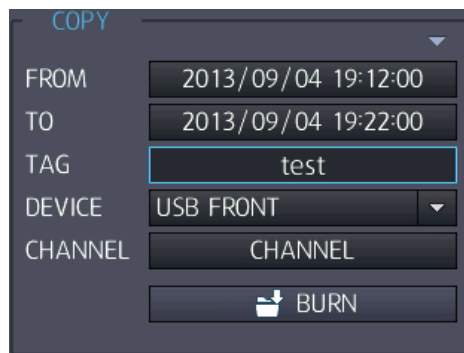 COPY
FROM 2013/09/04 19:12:00
TO 2013/09/04 19:22:00
TAG test
DEVICE USB FRONT
CHANNEL CHANNEL
BURN